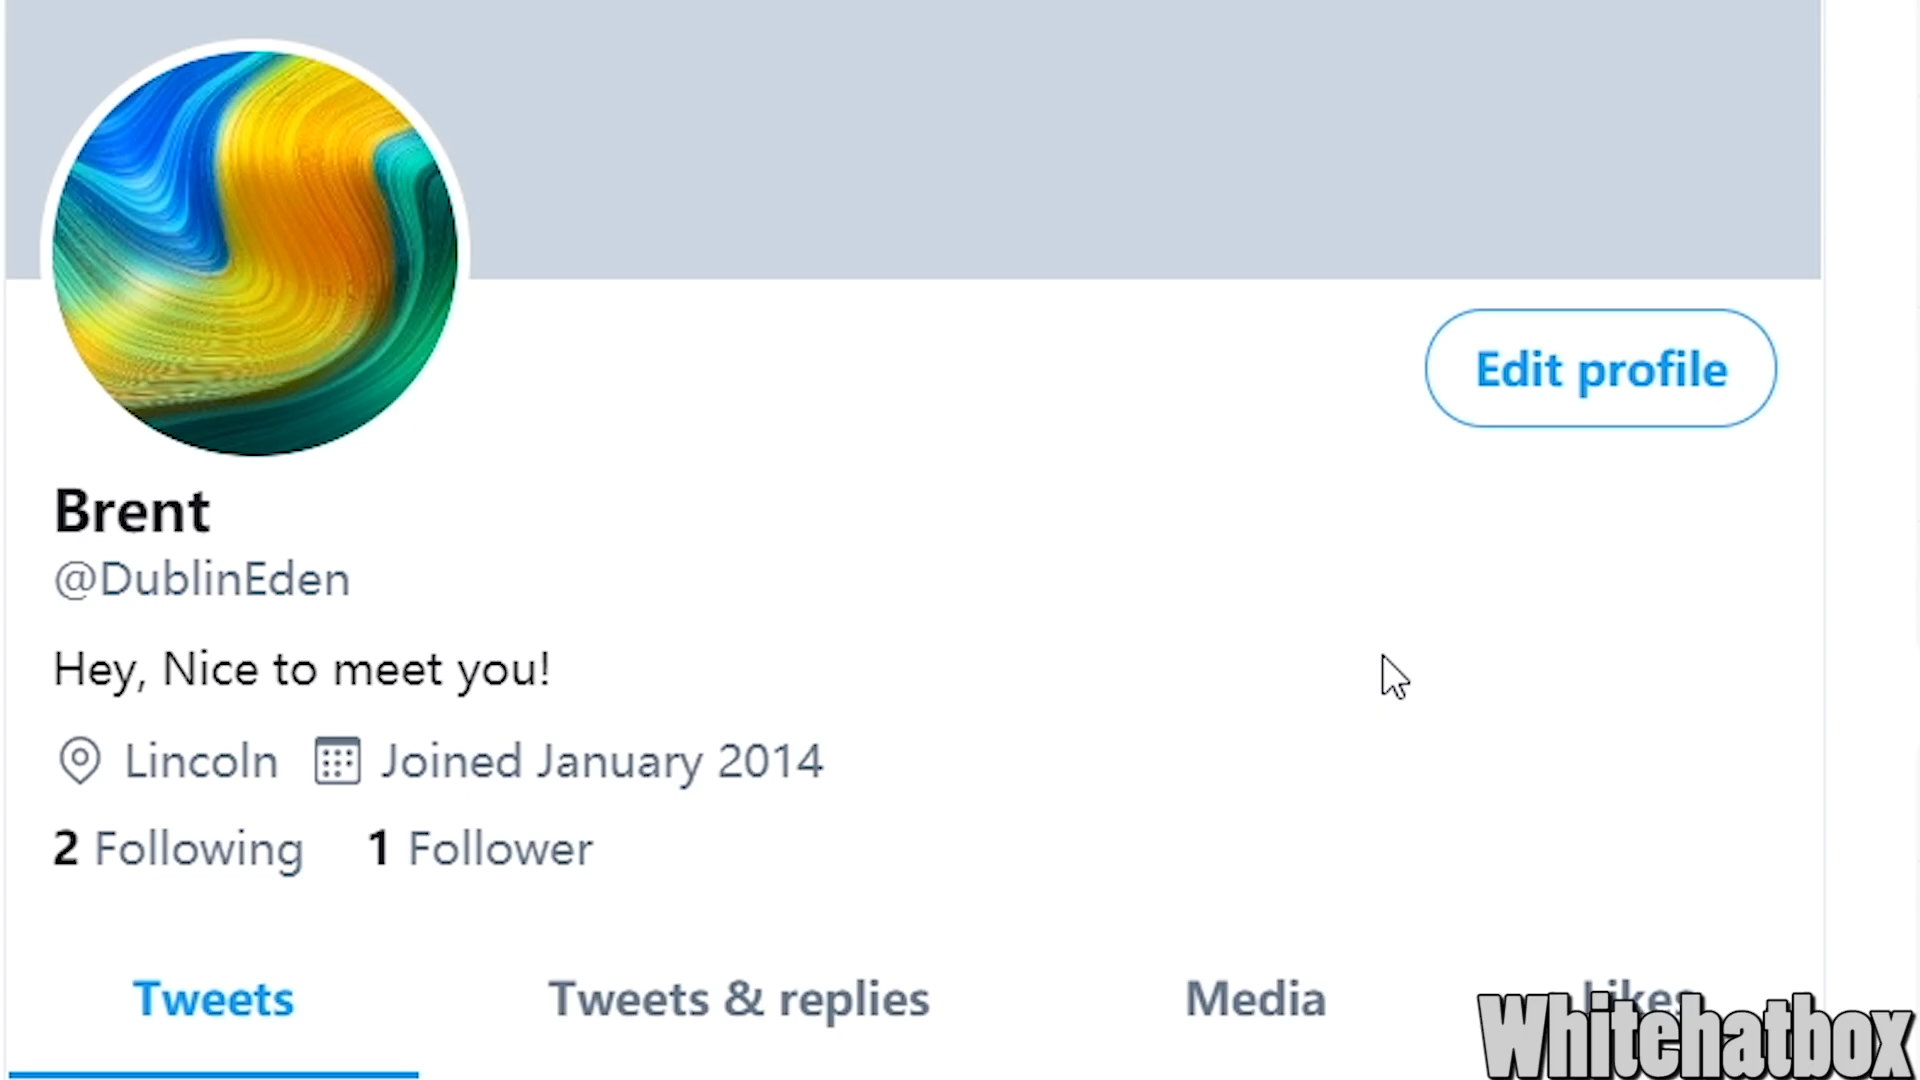 Edit profile
Brent
@DublinEden
Hey, Nice to meet you!
Lincoln Joined January 2014
2 Following 1 Follower
Tweets Tweets & replies Media Likes
Whitehatbox